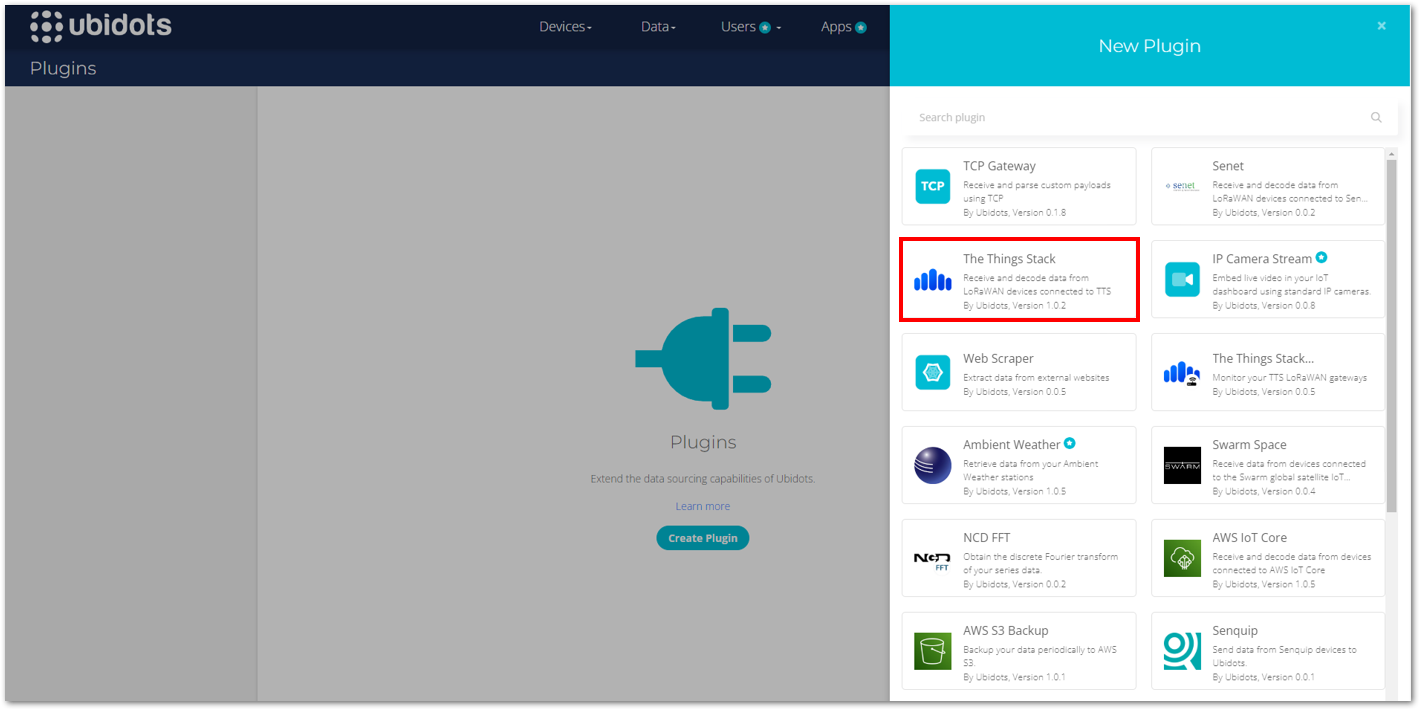 ubidots
Devices
Data
Users
Apps
Plugins
Plugins
Extend the data sourcing capabilities of Ubidots.
Learn more
Create Plugin
New Plugin
Search plugin
TCP
TCP Gateway
Receive and parse custom payloads
using TCP
By Ubidots, Version 0.1.8
senet
Senet
Receive and decode data from
LoRaWAN devices connected to Sen...
By Ubidots, Version 0.0.2
The Things Stack
Receive and decode data from
LoRaWAN devices connected to TTS
By Ubidots, Version 1.0.2
IP Camera Stream
Embed live video in your IoT
dashboard using standard IP cameras.
By Ubidots, Version 0.0.8
Web Scraper
Extract data from external websites
By Ubidots, Version 0.0.5
The Things Stack...
Monitor your TTS LoRaWAN gateways
By Ubidots, Version 0.0.5
Ambient Weather
Retrieve data from your Ambient
Weather stations
By Ubidots, Version 1.0.5
SWARM
Swarm Space
Receive data from devices connected
to the Swarm global satellite IoT...
By Ubidots, Version 0.0.4
NCD
FFT
NCD FFT
Obtain the discrete Fourier transform
of your series data.
By Ubidots, Version 0.0.2
AWS IoT Core
Receive and decode data from devices
connected to AWS IoT Core
By Ubidots, Version 1.0.5
AWS S3 Backup
Backup your data periodically to AWS
S3.
By Ubidots, Version 1.0.1
Senquip
Send data from Senquip devices to
Ubidots.
By Ubidots, Version 0.0.1